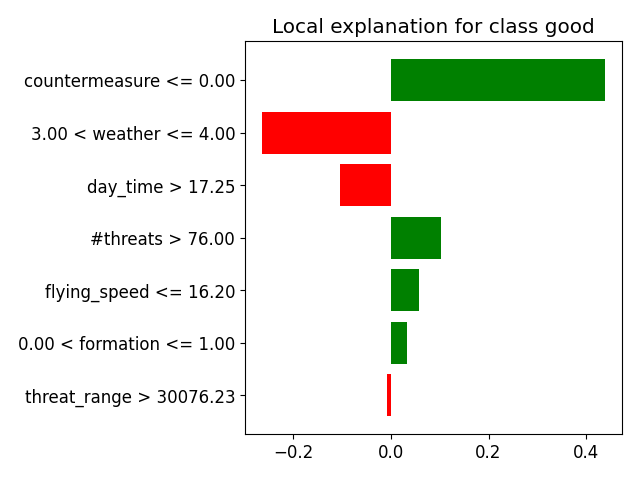 Local explanation for class good
countermeasure <= 0.00
3.00 < weather <= 4.00
day_time > 17.25
#threats > 76.00
flying_speed <= 16.20
0.00 < formation <= 1.00
threat_range > 30076.23
−0.2 0.0 0.2 0.4